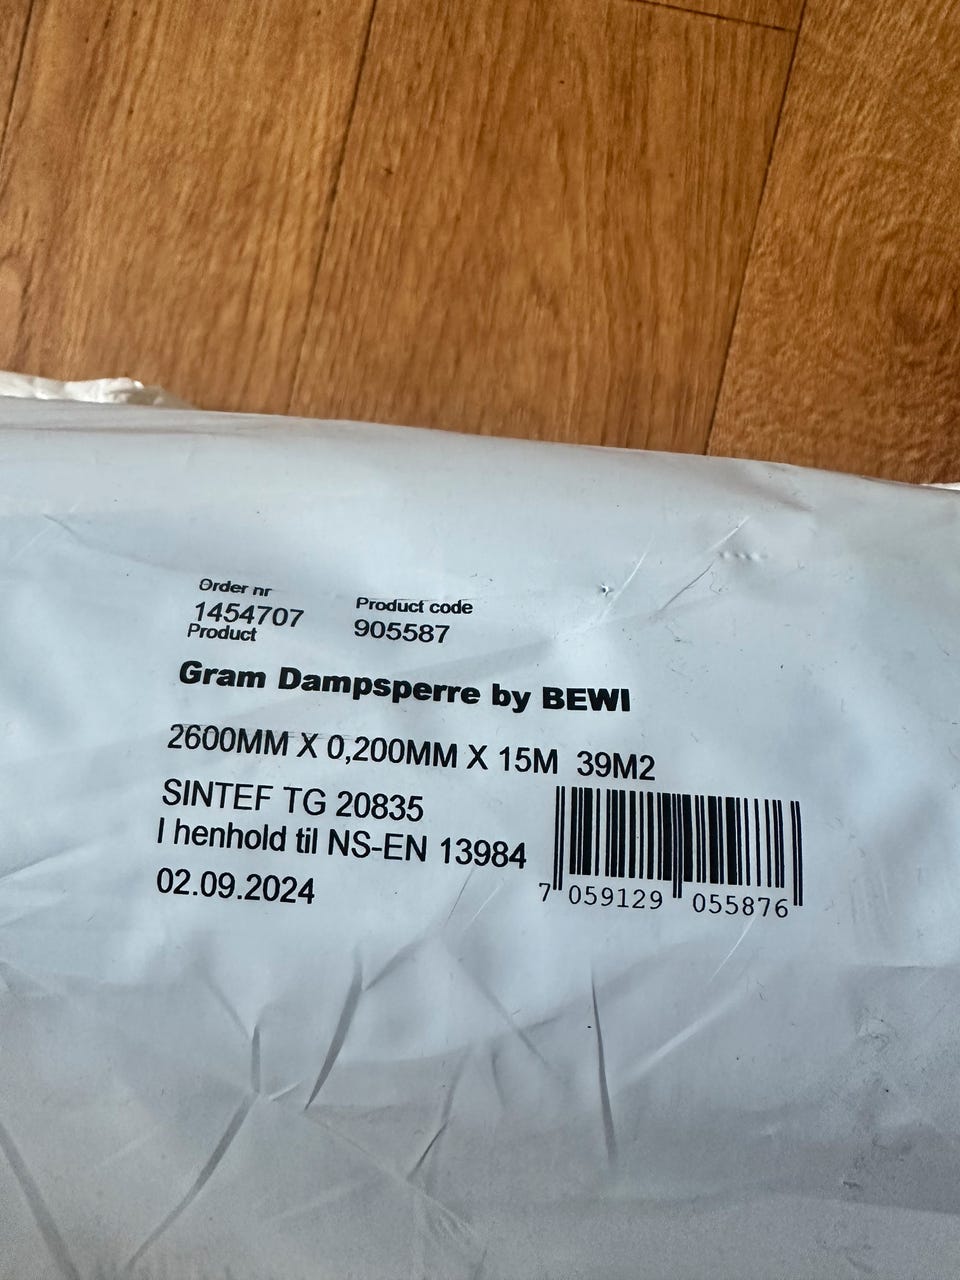 Order nr Product code
1454707 905587
Product
Gram Dampsperre by BEWI
2600MM X 0,200MM X 15M 39M2
SINTEF TG 20835
I henhold til NS-EN 13984
02.09.2024
7 059129 055876